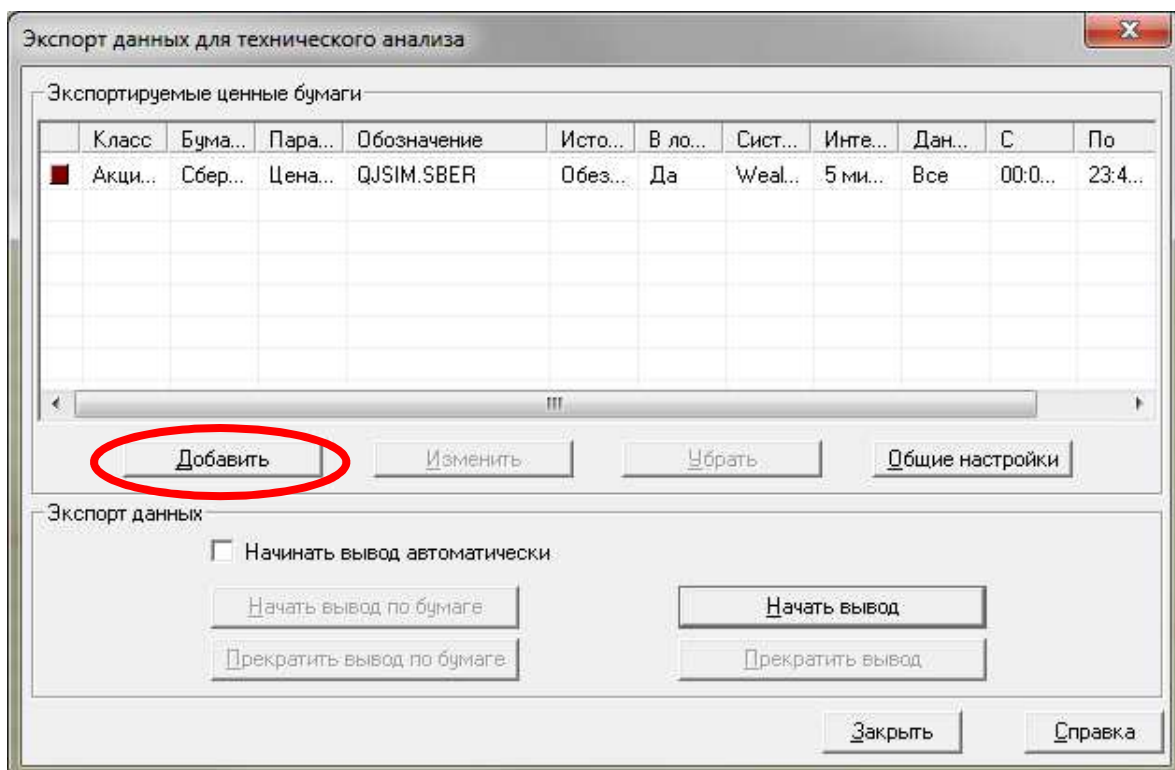 Экспорт данных для технического анализа
Экспортируемые ценные бумаги
Класс Бума... Пара... Обозначение Исто... В ло... Сист... Инте... Дан... С По
Акци... Сбер... Цена... QJSIM.SBER Обез... Да Weal... 5 ми... Все 00:0... 23:4...
Добавить Изменить Убрать Общие настройки
Экспорт данных
Начинать вывод автоматически
Начать вывод по бумаге Начать вывод
Прекратить вывод по бумаге Прекратить вывод
Закрыть Справка